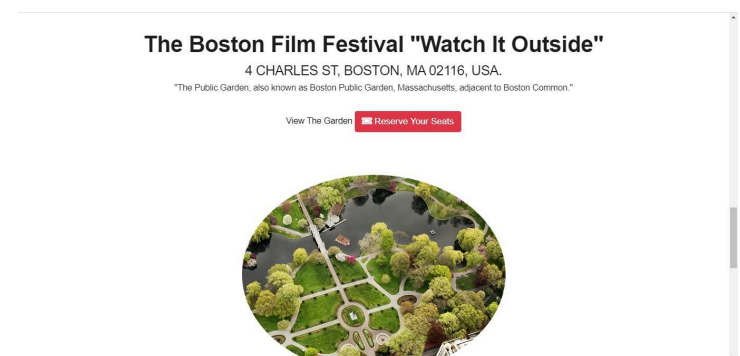 The Boston Film Festival "Watch It Outside"
4 CHARLES ST, BOSTON, MA 02116, USA.
"The Public Garden, also known as Boston Public Garden, Massachusetts, adjacent to Boston Common."
View The Garden Reserve Your Seats